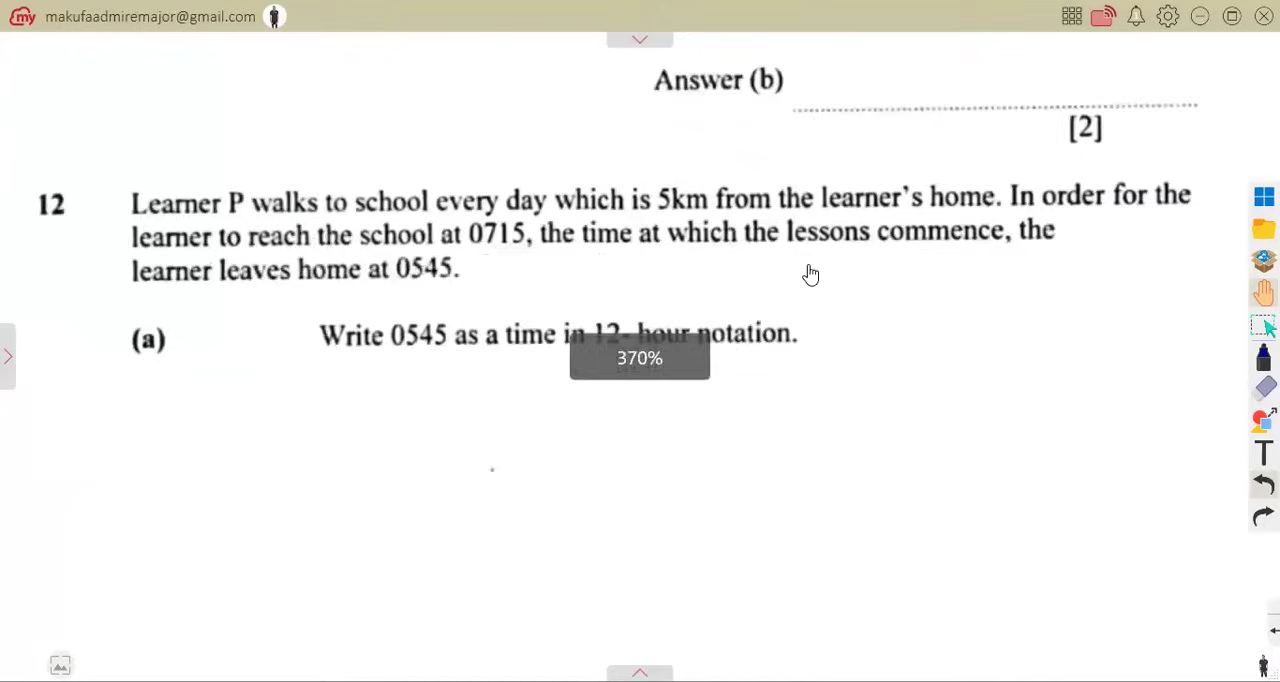 my makufaadmiremajor@gmail.com
Answer (b)
[2]
12 Learner P walks to school every day which is 5km from the learner's home. In order for the
learner to reach the school at 0715, the time at which the lessons commence, the
learner leaves home at 0545.
(a) Write 0545 as a time in 12- hour notation.
370%
T